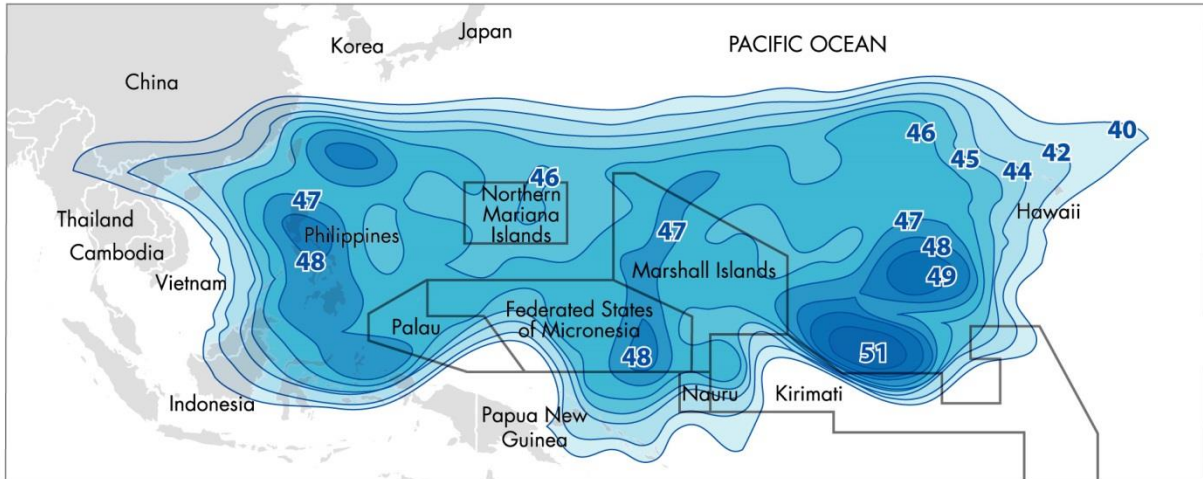 Japan
Korea
PACIFIC OCEAN
China
40
46
42
45
44
46
Northern
Mariana
Islands
47
Thailand
Hawaii
Philippines
47
47
Cambodia
48
48
Marshall Islands
Vietnam
49
Federated States
of Micronesia
Palau
48
51
Nauru
Kirimati
Indonesia
Papua New
Guinea